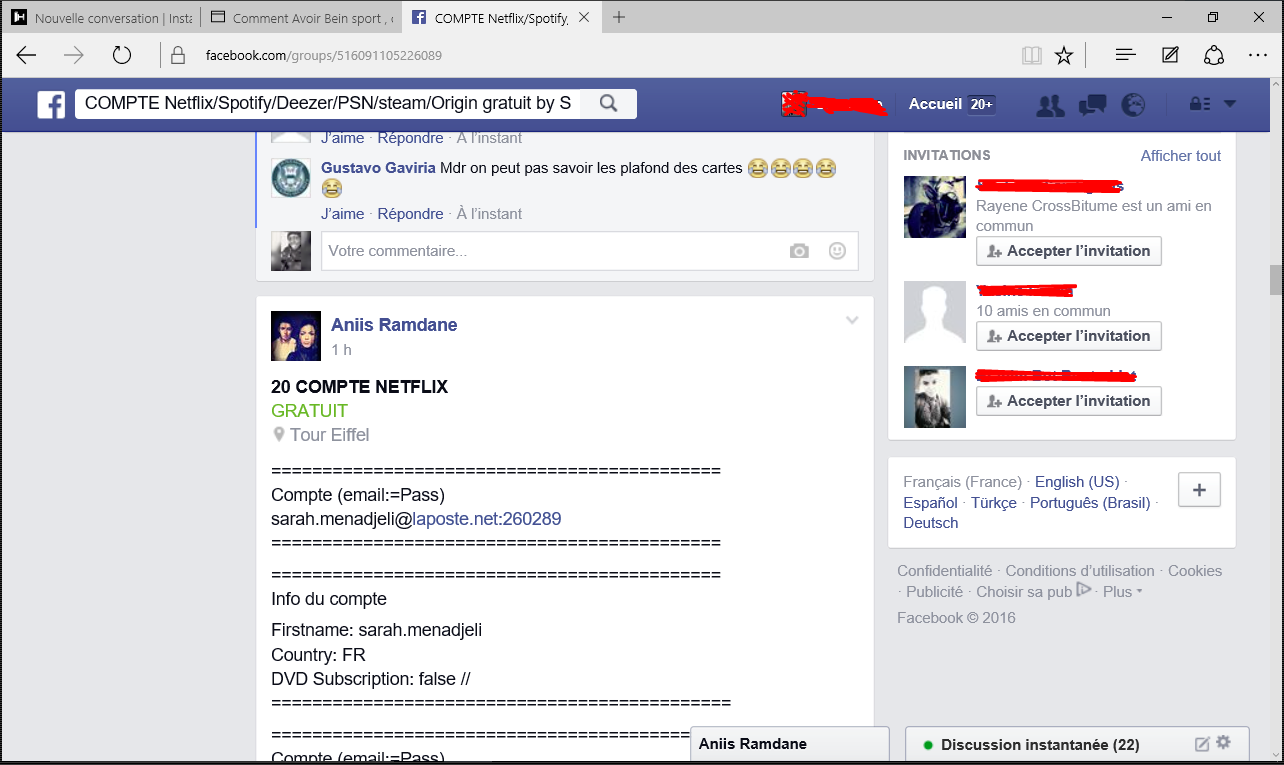 Nouvelle conversation | Insta
Comment Avoir Bein sport , c
COMPTE Netflix/Spotify,
facebook.com/groups/516091105226089
COMPTE Netflix/Spotify/Deezer/PSN/steam/Origin gratuit by S
Accueil 20+
J'aime · Répondre · À l'instant
Gustavo Gaviria Mdr on peut pas savoir les plafond des cartes 😂😂😂😂
😂
J'aime · Répondre · À l'instant
Votre commentaire...
Aniis Ramdane
1 h
20 COMPTE NETFLIX
GRATUIT
Tour Eiffel
============================================
Compte (email:=Pass)
sarah.menadjeli@laposte.net:260289
============================================
============================================
Info du compte
Firstname: sarah.menadjeli
Country: FR
DVD Subscription: false //
=============================================
=========================================
Compte (email:=Pass)
INVITATIONS
Afficher tout
Rayene CrossBitume est un ami en
commun
Accepter l'invitation
10 amis en commun
Accepter l'invitation
Accepter l'invitation
Français (France) · English (US) ·
Español · Türkçe · Português (Brasil) ·
Deutsch
+
Confidentialité · Conditions d'utilisation · Cookies
· Publicité · Choisir sa pub · Plus
Facebook © 2016
Aniis Ramdane
Discussion instantanée (22)